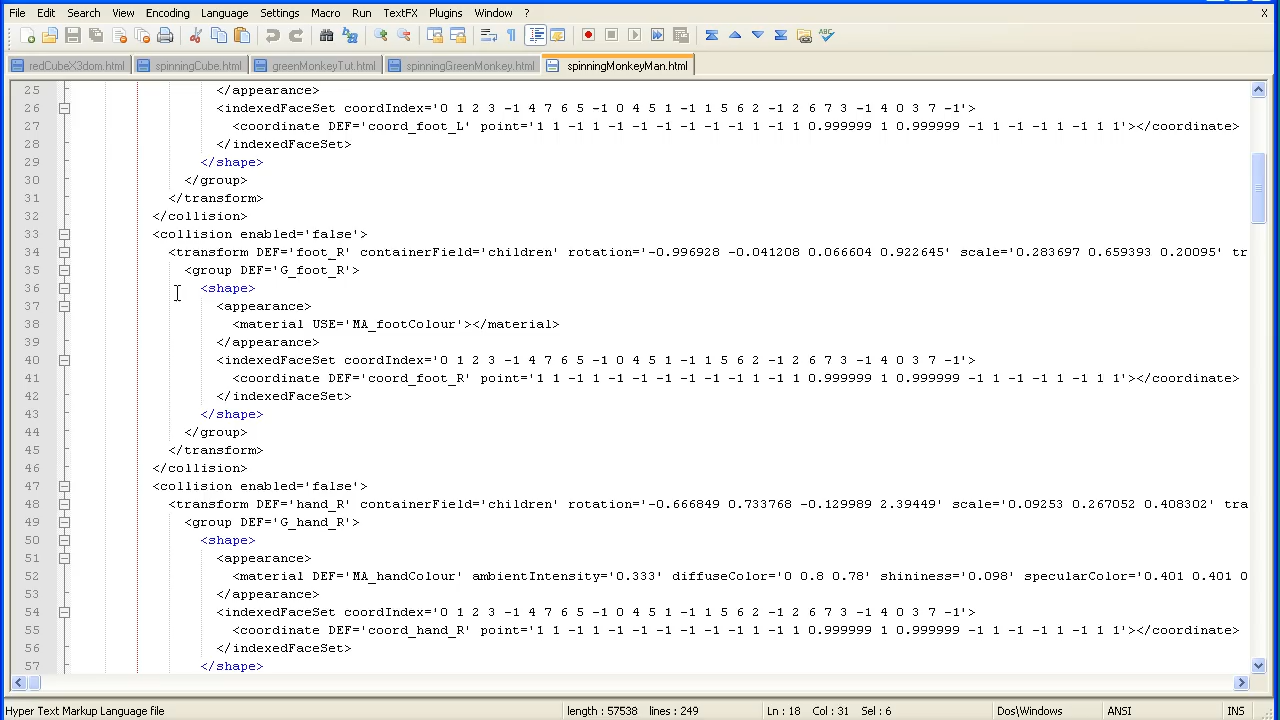 File Edit Search View Encoding Language Settings Macro Run TextFX Plugins Window ? X
redCubeX3dom.html spinningCube.html greenMonkeyTut.html spinningGreenMonkey.html spinningMonkeyMan.html
25 </appearance>
26 <indexedFaceSet coordIndex='0 1 2 3 -1 4 7 6 5 -1 0 4 5 1 -1 1 5 6 2 -1 2 6 7 3 -1 4 0 3 7 -1'>
27 <coordinate DEF='coord_foot_L' point='1 1 -1 1 -1 -1 -1 -1 -1 -1 1 -1 1 0.999999 1 0.999999 -1 1 -1 -1 1 -1 1 1'></coordinate>
28 </indexedFaceSet>
29 </shape>
30 </group>
31 </transform>
32 </collision>
33 <collision enabled='false'>
34 <transform DEF='foot_R' containerField='children' rotation='-0.996928 -0.041208 0.066604 0.922645' scale='0.283697 0.659393 0.20095' tr
35 <group DEF='G_foot_R'>
36 <shape>
37 <appearance>
38 <material USE='MA_footColour'></material>
39 </appearance>
40 <indexedFaceSet coordIndex='0 1 2 3 -1 4 7 6 5 -1 0 4 5 1 -1 1 5 6 2 -1 2 6 7 3 -1 4 0 3 7 -1'>
41 <coordinate DEF='coord_foot_R' point='1 1 -1 1 -1 -1 -1 -1 -1 -1 1 -1 1 0.999999 1 0.999999 -1 1 -1 -1 1 -1 1 1'></coordinate>
42 </indexedFaceSet>
43 </shape>
44 </group>
45 </transform>
46 </collision>
47 <collision enabled='false'>
48 <transform DEF='hand_R' containerField='children' rotation='-0.666849 0.733768 -0.129989 2.39449' scale='0.09253 0.267052 0.408302' tra
49 <group DEF='G_hand_R'>
50 <shape>
51 <appearance>
52 <material DEF='MA_handColour' ambientIntensity='0.333' diffuseColor='0 0.8 0.78' shininess='0.098' specularColor='0.401 0.401 0
53 </appearance>
54 <indexedFaceSet coordIndex='0 1 2 3 -1 4 7 6 5 -1 0 4 5 1 -1 1 5 6 2 -1 2 6 7 3 -1 4 0 3 7 -1'>
55 <coordinate DEF='coord_hand_R' point='1 1 -1 1 -1 -1 -1 -1 -1 -1 1 -1 1 0.999999 1 0.999999 -1 1 -1 -1 1 -1 1 1'></coordinate>
56 </indexedFaceSet>
57 </shape>
Hyper Text Markup Language file length : 57538 lines : 249 Ln : 18 Col : 31 Sel : 6 Dos\Windows ANSI INS